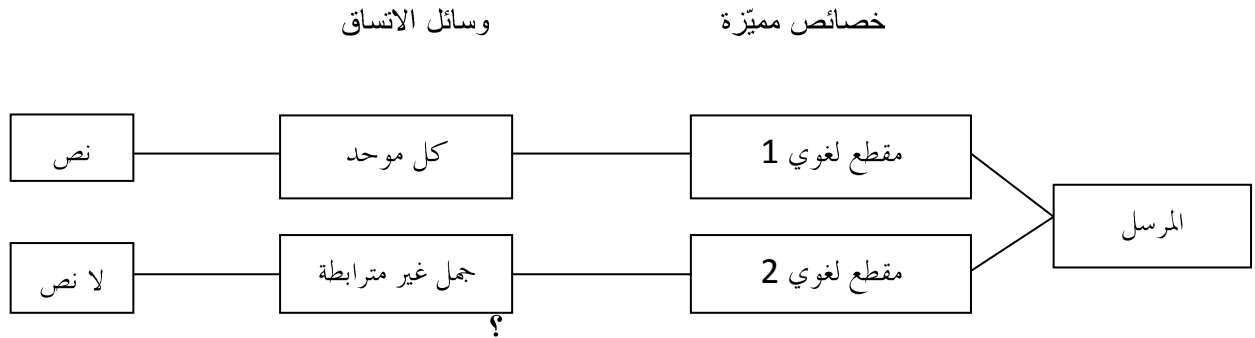 خصائص مميّزة
وسائل الاتساق
مقطع لغوي 1
كل موحد
نص
المرسل
مقطع لغوي 2
جمل غير مترابطة
لا نص
؟